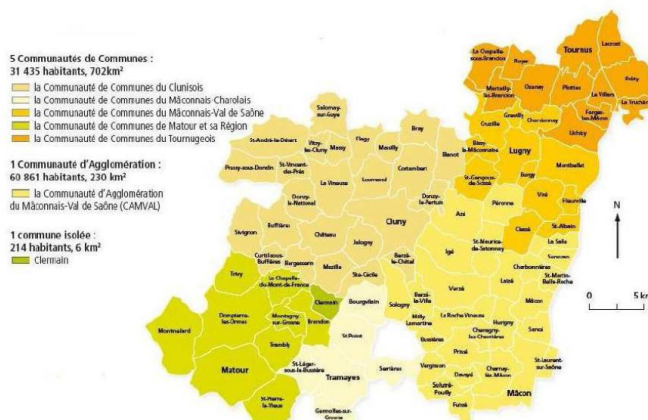 5 Communautés de Communes :
31 435 habitants, 702km²
la Communauté de Communes du Clunisois
la Communauté de Communes du Mâconnais-Charolais
la Communauté de Communes du Mâconnais-Val de Saône
la Communauté de Communes de Matour et sa Région
la Communauté de Communes du Tournugeois
1 Communauté d'Agglomération :
60 861 habitants, 230 km²
la Communauté d'Agglomération
du Mâconnais-Val de Saône (CAMVAL)
1 commune isolée :
214 habitants, 6 km²
Clermain
La Chapelle
sous-Brancion
Royer
Tournus
Lacrost
Martailly
les-Brancion
Ozenay
Plottes
Le Villars
Préty
La Truchère
Farges
les-Mâcon
Uchizy
Cruzille
Grevilly
Chardonnay
Bissy
la-Mâconnaise
Lugny
Montbellet
St-Gengoux
de-Scissé
Burgy
Viré
Fleurville
Clessé
St-Albain
Salornay
sur-Guye
St-André-le-Désert
Vitry
les-Cluny
Massy
Flagy
Massilly
Bray
Blanot
Pressy-sous-Dondin
St-Vincent
des-Prés
La Vineuse
Lournand
Cortambert
Donzy
le-National
Donzy
le-Pertuis
Cluny
Buffières
Sivignon
Château
Jalogny
Curtil-sous
Buffières
Bergesserin
Mazille
Ste-Cécile
Berzé
le-Châtel
Azé
Péronne
Igé
St-Maurice
de-Satonnay
La Salle
Senozan
Charbonnières
St-Martin
Belle-Roche
Laizé
Verzé
Berzé
la-Ville
Sologny
Milly
Lamartine
La Roche Vineuse
Hurigny
Sancé
Mâcon
Bussières
Chevagny
les-Chevrières
Prissé
St-Laurent
sur-Saône
Vergisson
Davayé
Charnay
lès-Mâcon
Solutré
Pouilly
Fuissé
Mâcon
Trivy
La Chapelle
du-Mont-de-France
Clermain
Bourgvilain
Dompierre
les-Ormes
Montagny
sur-Grosne
Brandon
Montmelard
Trambly
St-Point
Matour
St-Léger
sous-la-Bussière
Tramayes
Serrières
St-Pierre
le-Vieux
Germolles-sur
Grosne
N
0 5 km